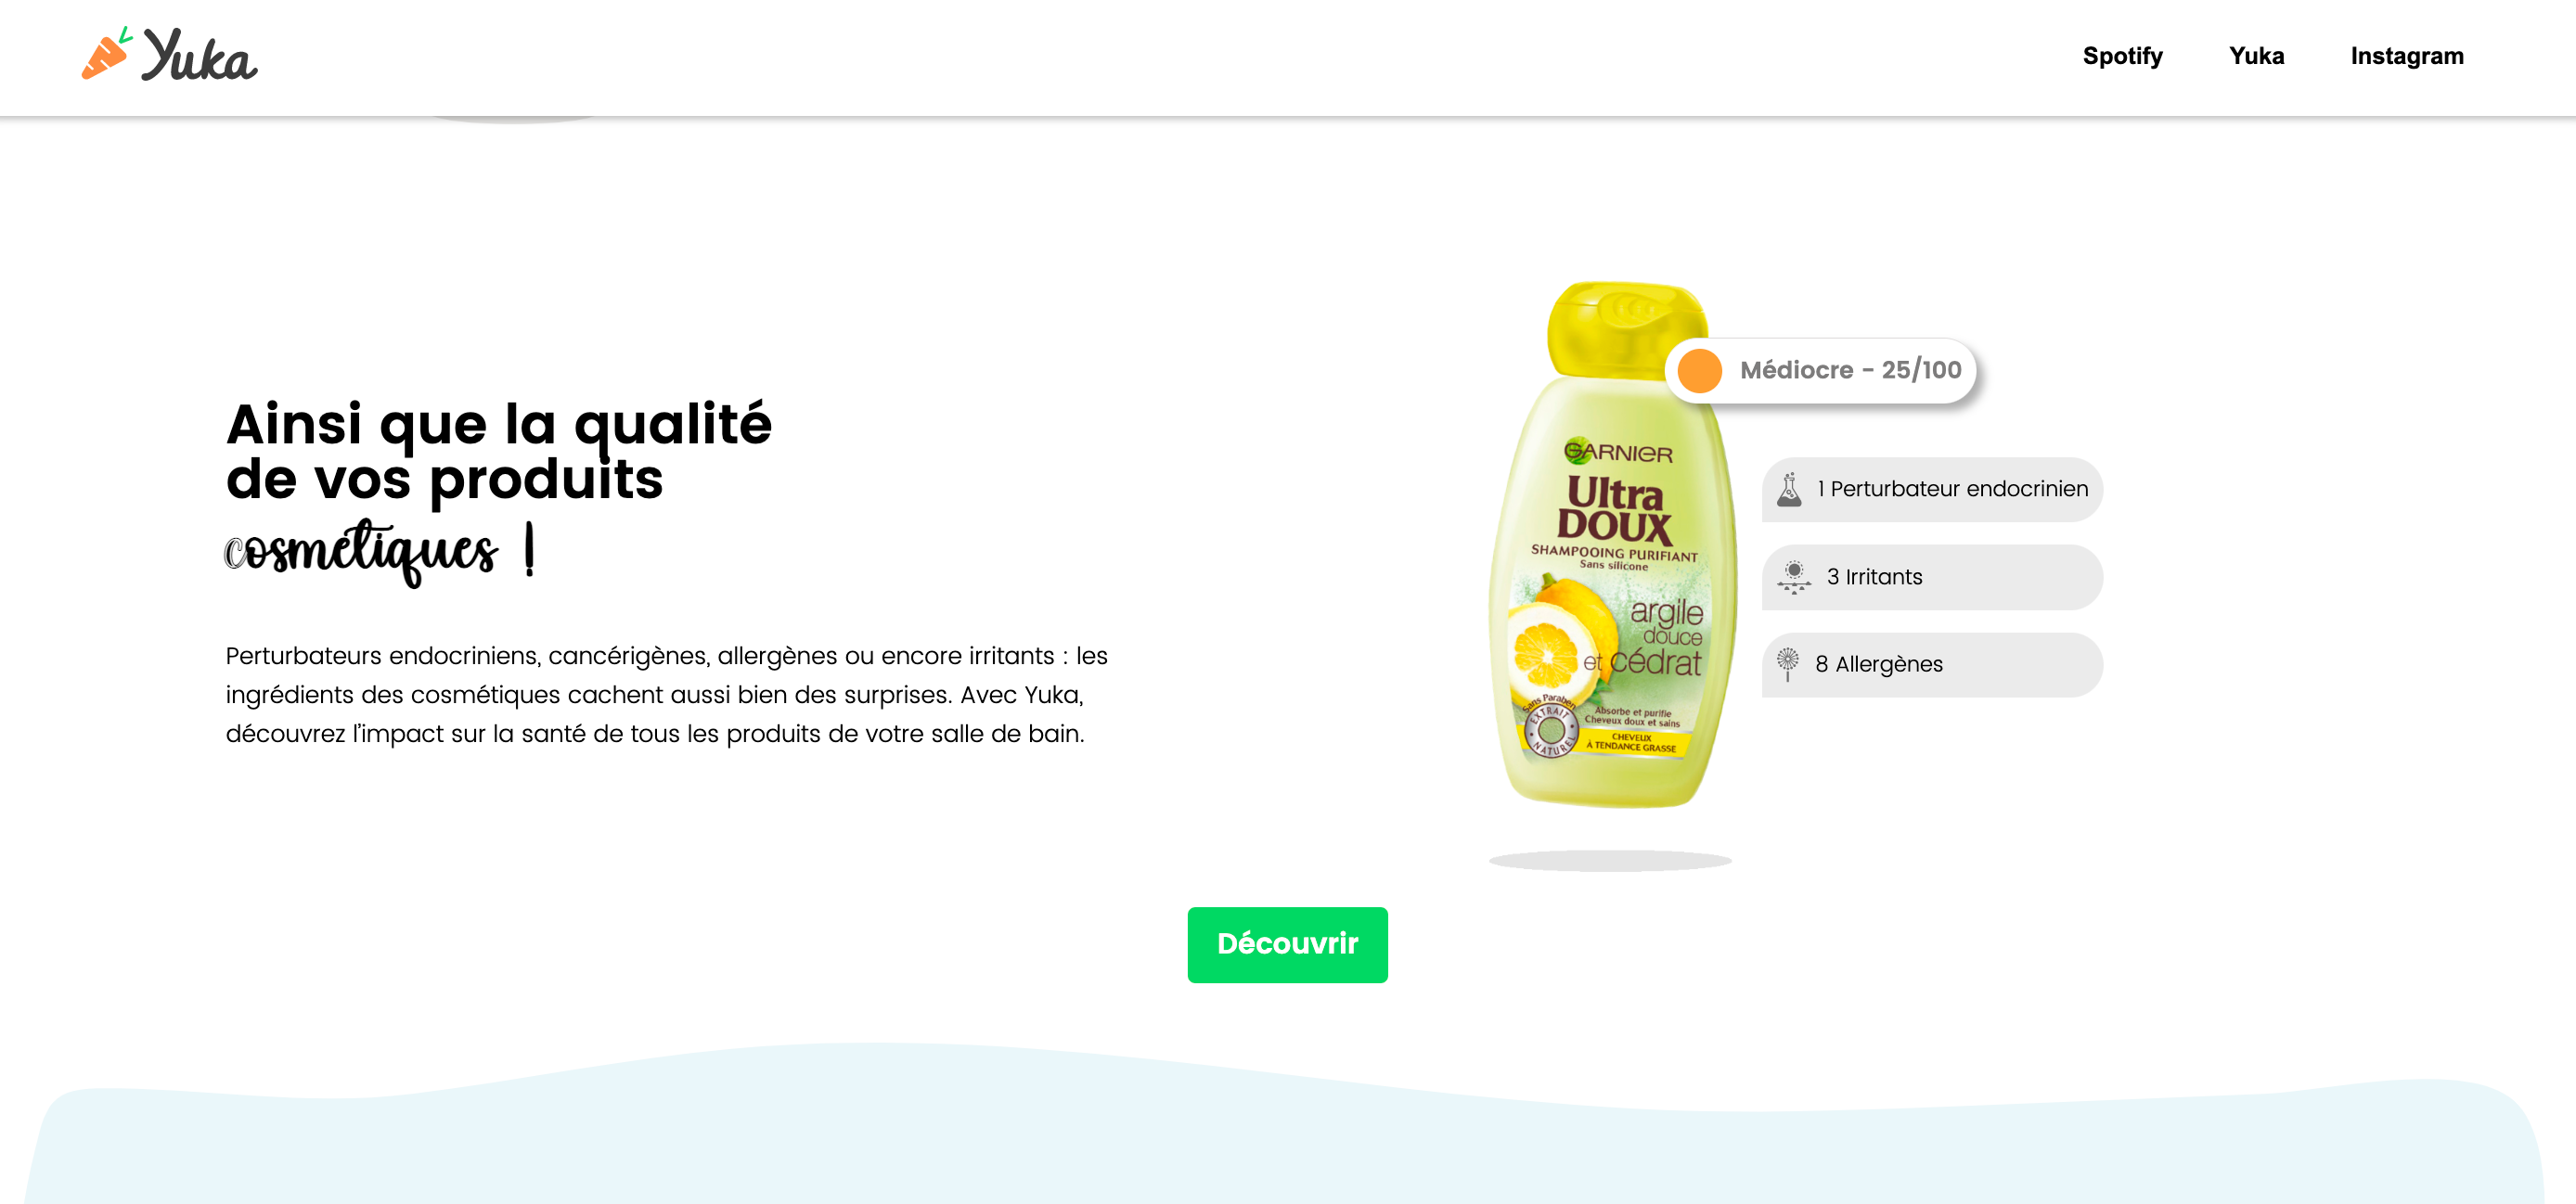 Yuka
Spotify
Yuka
Instagram
Ainsi que la qualité
de vos produits
cosmétiques !
Perturbateurs endocriniens, cancérigènes, allergènes ou encore irritants : les
ingrédients des cosmétiques cachent aussi bien des surprises. Avec Yuka,
découvrez l’impact sur la santé de tous les produits de votre salle de bain.
Médiocre - 25/100
1 Perturbateur endocrinien
3 Irritants
8 Allergènes
GARNIER
Ultra
DOUX
SHAMPOOING PURIFIANT
Sans silicone
argile
douce
et cédrat
Sans Paraben
EXTRAIT
NATUREL
Absorbe et purifie
Cheveux doux et sains
CHEVEUX
À TENDANCE GRASSE
Découvrir